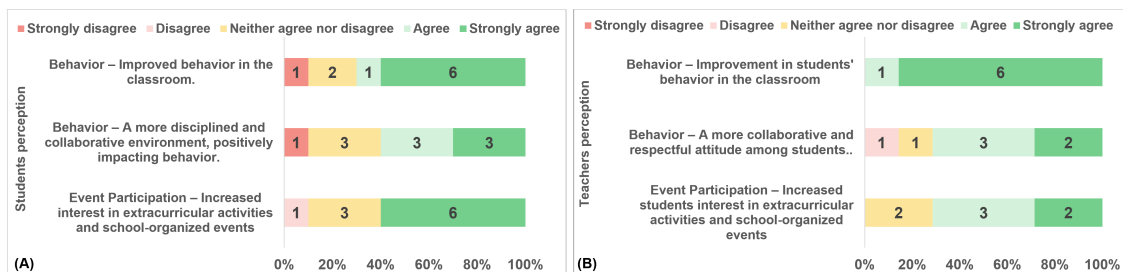 Strongly disagree Disagree Neither agree nor disagree Agree Strongly agree
Students perception
Behavior – Improved behavior in the
classroom.
1 2 1 6
Behavior – A more disciplined and
collaborative environment, positively
impacting behavior.
1 3 3 3
Event Participation – Increased
interest in extracurricular activities
and school-organized events
1 3 6
(A)
0% 20% 40% 60% 80% 100%
Strongly disagree Disagree Neither agree nor disagree Agree Strongly agree
Teachers perception
Behavior – Improvement in students'
behavior in the classroom
1 6
Behavior – A more collaborative and
respectful attitude among students..
1 1 3 2
Event Participation – Increased
students interest in extracurricular
activities and school-organized
events
2 3 2
(B)
0% 20% 40% 60% 80% 100%